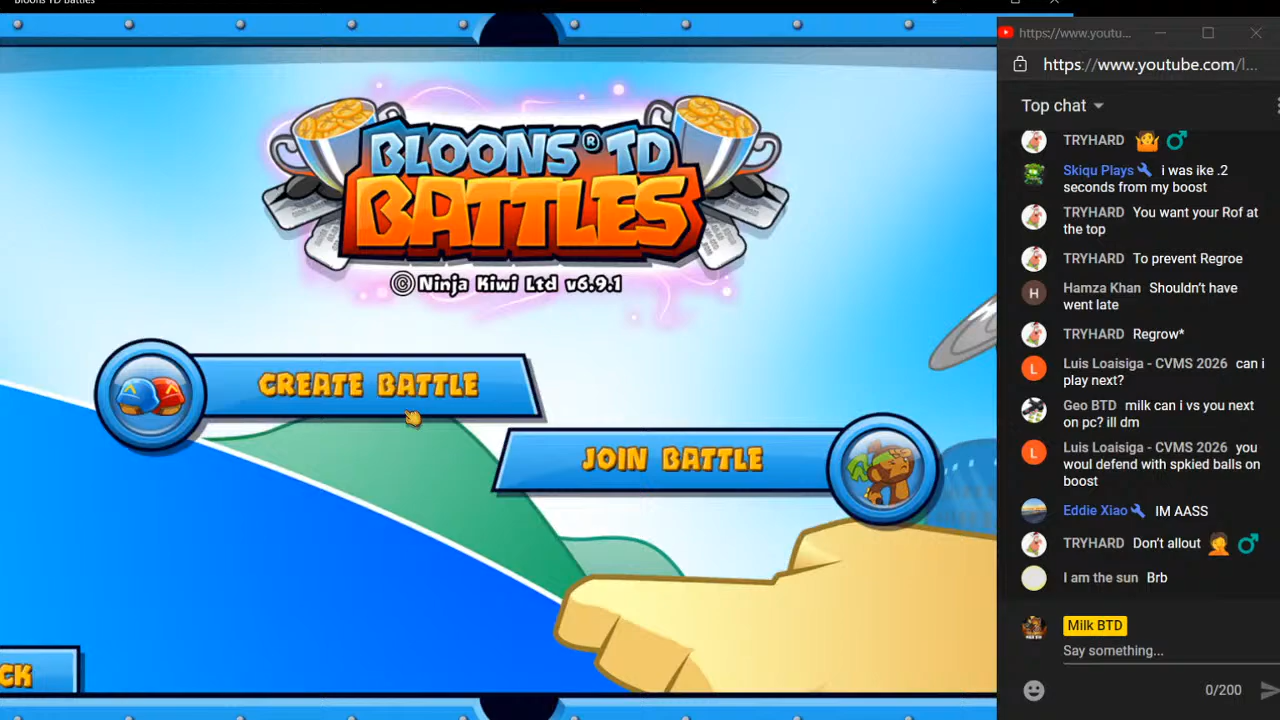 Bloons TD Battles
https://www.youtu...
https://www.youtube.com/l...
Top chat
BLOONS® TD
BATTLES
© Ninja Kiwi Ltd v6.9.1
CREATE BATTLE
JOIN BATTLE
CK
TRYHARD
Skiqu Plays i was ike .2
seconds from my boost
TRYHARD You want your Rof at
the top
TRYHARD To prevent Regroe
Hamza Khan Shouldn't have
went late
H
TRYHARD Regrow*
Luis Loaisiga - CVMS 2026 can i
play next?
L
Geo BTD milk can i vs you next
on pc? ill dm
Luis Loaisiga - CVMS 2026 you
woul defend with spkied balls on
boost
L
Eddie Xiao IM AASS
TRYHARD Don't allout
I am the sun Brb
Milk BTD
Say something...
0/200